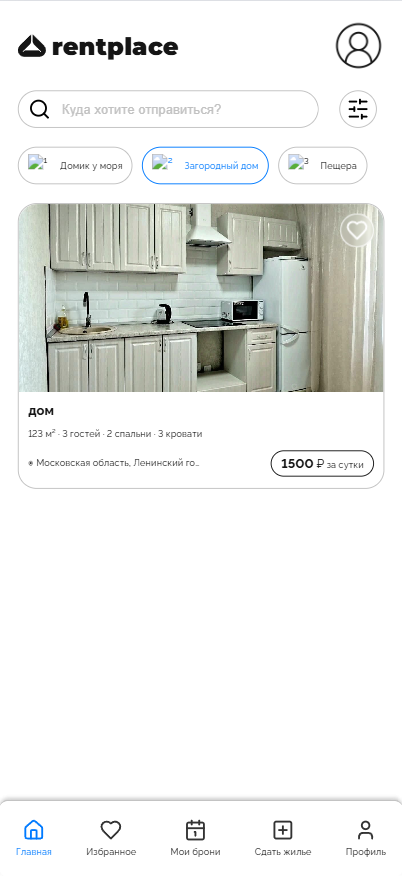 rentplace
Куда хотите отправиться?
1 Домик у моря
2 Загородный дом
3 Пещера
дом
123 м² · 3 гостей · 2 спальни · 3 кровати
Московская область, Ленинский го...
1500 ₽ за сутки
Главная
Избранное
1
Мои брони
Сдать жилье
Профиль